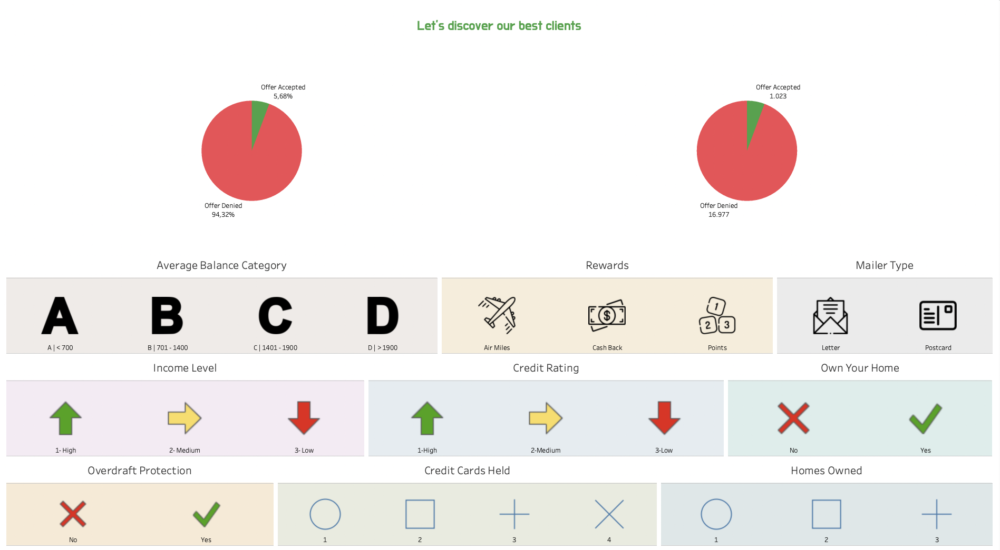 Let's discover our best clients
Offer Accepted
5,68%
Offer Denied
94,32%
Offer Accepted
1.023
Offer Denied
16.977
Average Balance Category
A
B
C
D
A | < 700
B | 701 - 1400
C | 1401 - 1900
D | > 1900
Rewards
$
1
2
3
Air Miles
Cash Back
Points
Mailer Type
Letter
Postcard
Income Level
1- High
2- Medium
3- Low
Credit Rating
1-High
2-Medium
3-Low
Own Your Home
No
Yes
Overdraft Protection
No
Yes
Credit Cards Held
1
2
3
4
Homes Owned
1
2
3